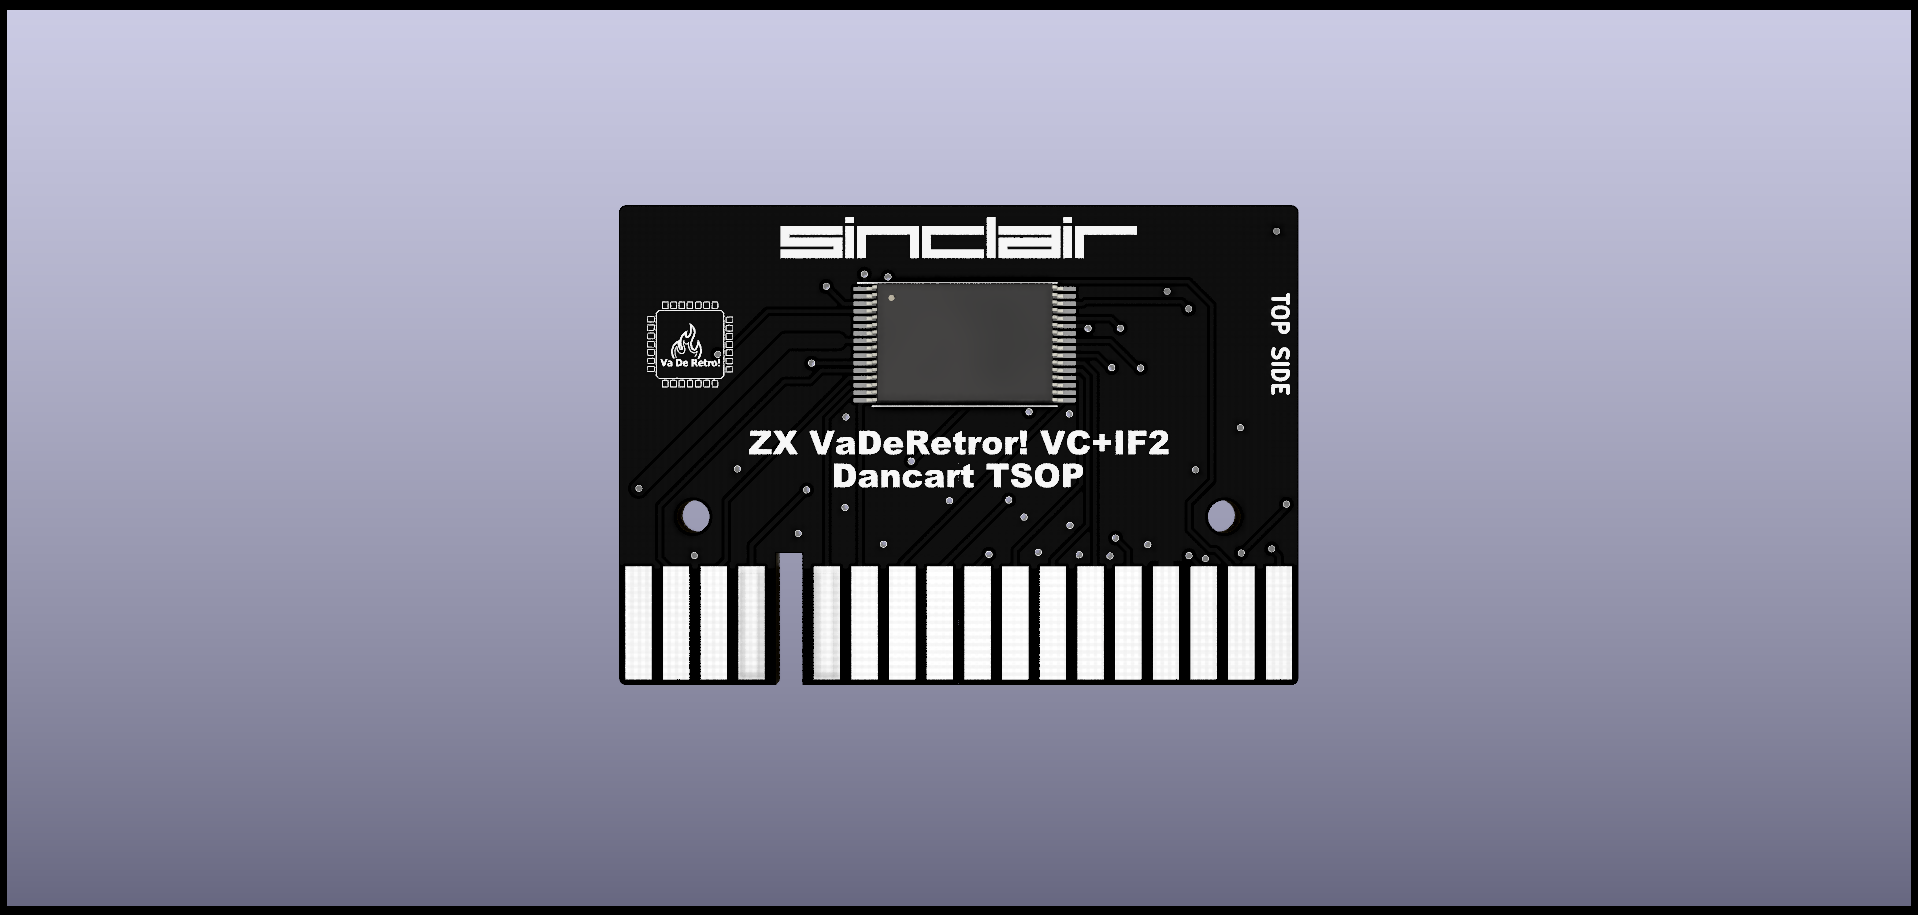 sinclair
TOP SIDE
Va De Retro!
ZX VaDeRetror! VC+IF2
Dancart TSOP